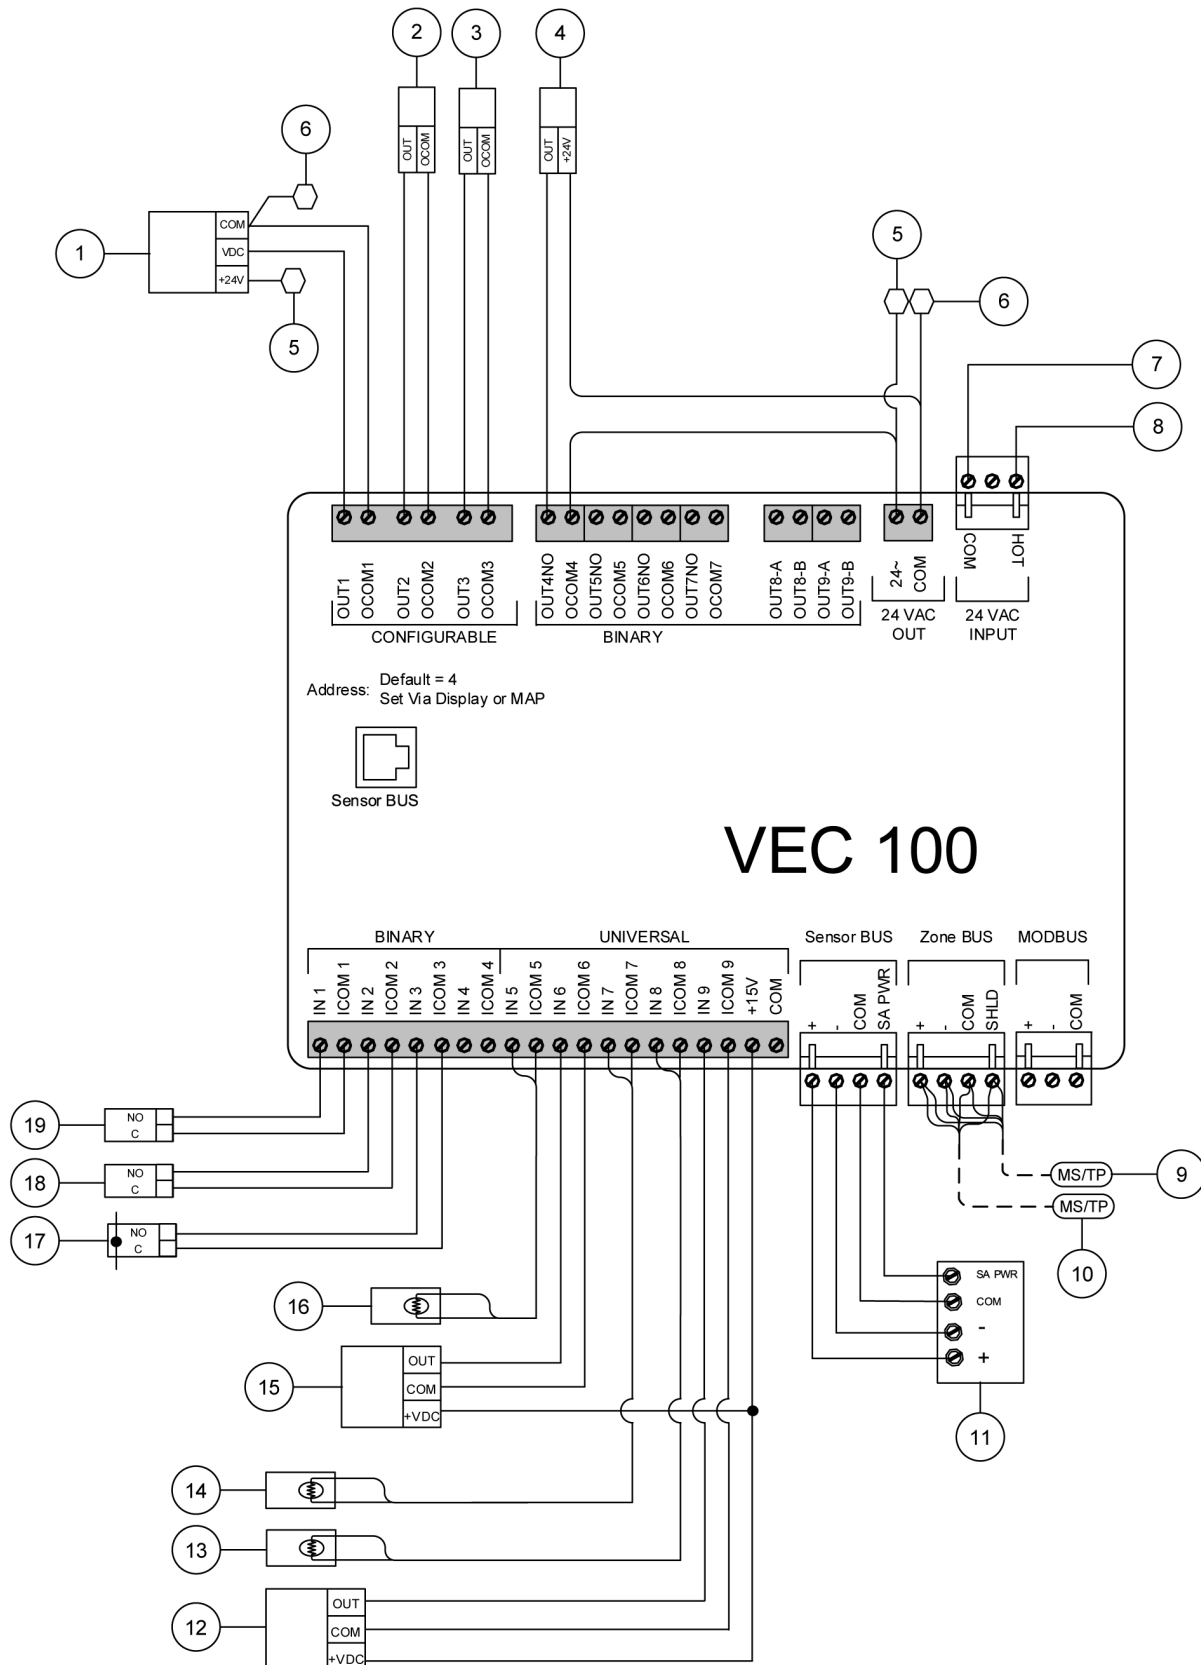 2
3
4
6
OUT
OCOM
OUT
OCOM
OUT
+24V
1
COM
VDC
+24V
5
5
6
7
8
OUT1
OCOM1
OUT2
OCOM2
OUT3
OCOM3
OUT4NO
OCOM4
OUT5NO
OCOM5
OUT6NO
OCOM6
OUT7NO
OCOM7
OUT8-A
OUT8-B
OUT9-A
OUT9-B
24~
COM
COM
HOT
CONFIGURABLE
BINARY
24 VAC
OUT
24 VAC
INPUT
Address:
Default = 4
Set Via Display or MAP
Sensor BUS
VEC 100
BINARY
UNIVERSAL
Sensor BUS
Zone BUS
MODBUS
IN 1
ICOM 1
IN 2
ICOM 2
IN 3
ICOM 3
IN 4
ICOM 4
IN 5
ICOM 5
IN 6
ICOM 6
IN 7
ICOM 7
IN 8
ICOM 8
IN 9
ICOM 9
+15V
COM
+
-
COM
SA PWR
+
-
COM
SHLD
+
-
COM
19
NO
C
18
NO
C
17
NO
C
MS/TP
9
MS/TP
10
SA PWR
COM
-
+
11
16
15
OUT
COM
+VDC
14
13
12
OUT
COM
+VDC